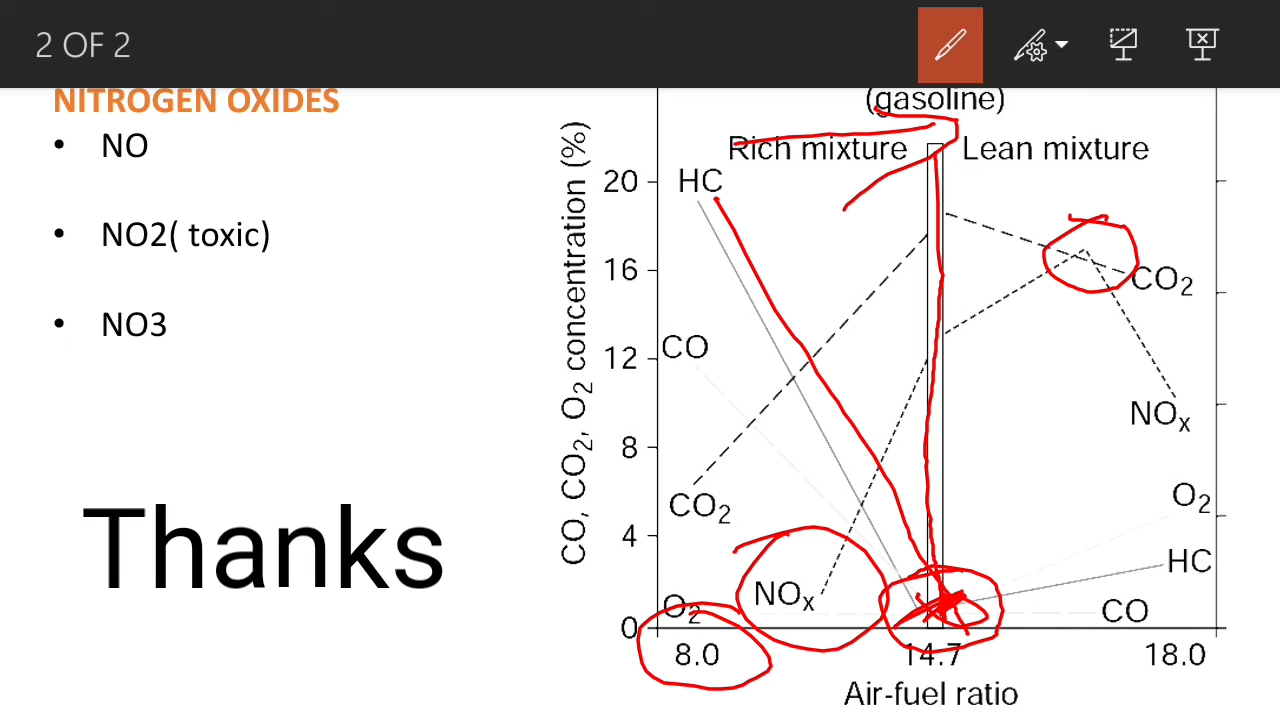 2 OF 2
NITROGEN OXIDES
• NO
• NO2( toxic)
• NO3
Thanks
(gasoline)
Rich mixture Lean mixture
CO, CO₂, O₂ concentration (%)
20
16
12
8
4
0
HC
CO
CO₂
NOₓ
O₂
CO₂
NOₓ
O₂
HC
CO
8.0 14.7 18.0
Air-fuel ratio